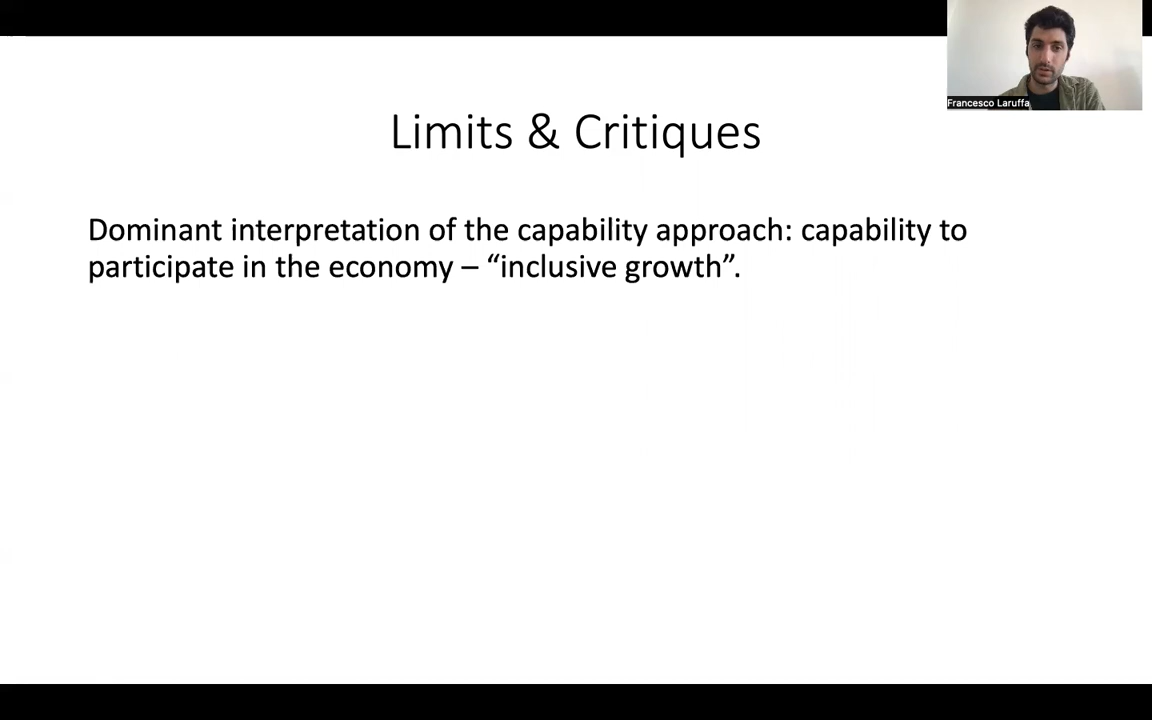 Francesco Laruffa
Limits & Critiques
Dominant interpretation of the capability approach: capability to
participate in the economy – “inclusive growth”.